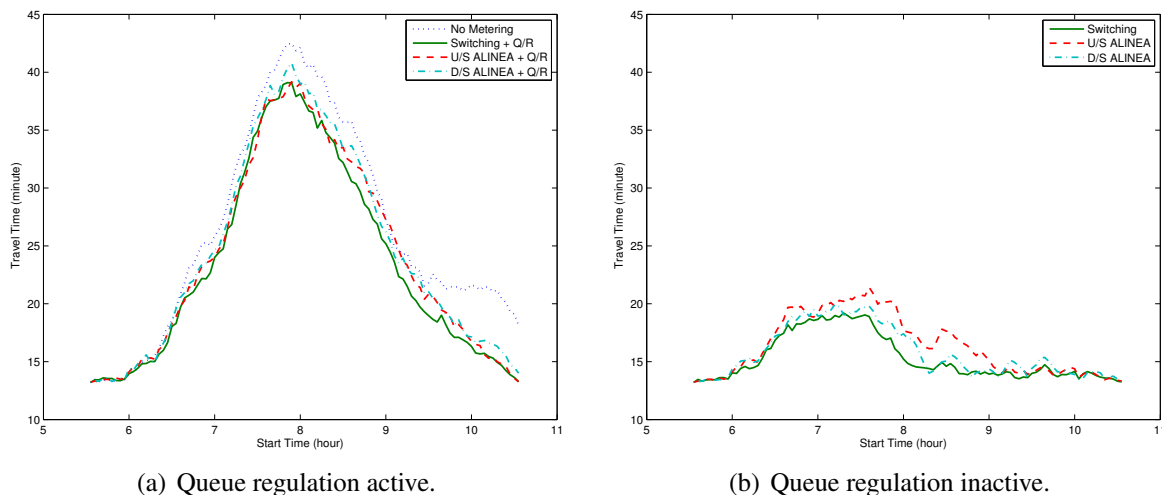 45
40
35
30
25
20
15
10
Travel Time (minute)
5 6 7 8 9 10 11
Start Time (hour)
No Metering
Switching + Q/R
U/S ALINEA + Q/R
D/S ALINEA + Q/R
(a) Queue regulation active.
45
40
35
30
25
20
15
10
Travel Time (minute)
5 6 7 8 9 10 11
Start Time (hour)
Switching
U/S ALINEA
D/S ALINEA
(b) Queue regulation inactive.